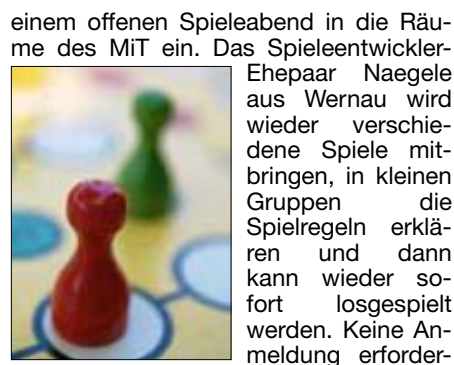 einem offenen Spieleabend in die Räu-
me des MiT ein. Das Spieleentwickler-
Ehepaar Naegele
aus Wernau wird
wieder verschie-
dene Spiele mit-
bringen, in kleinen
Gruppen die
Spielregeln erklä-
ren und dann
kann wieder so-
fort losgespielt
werden. Keine An-
meldung erforder-